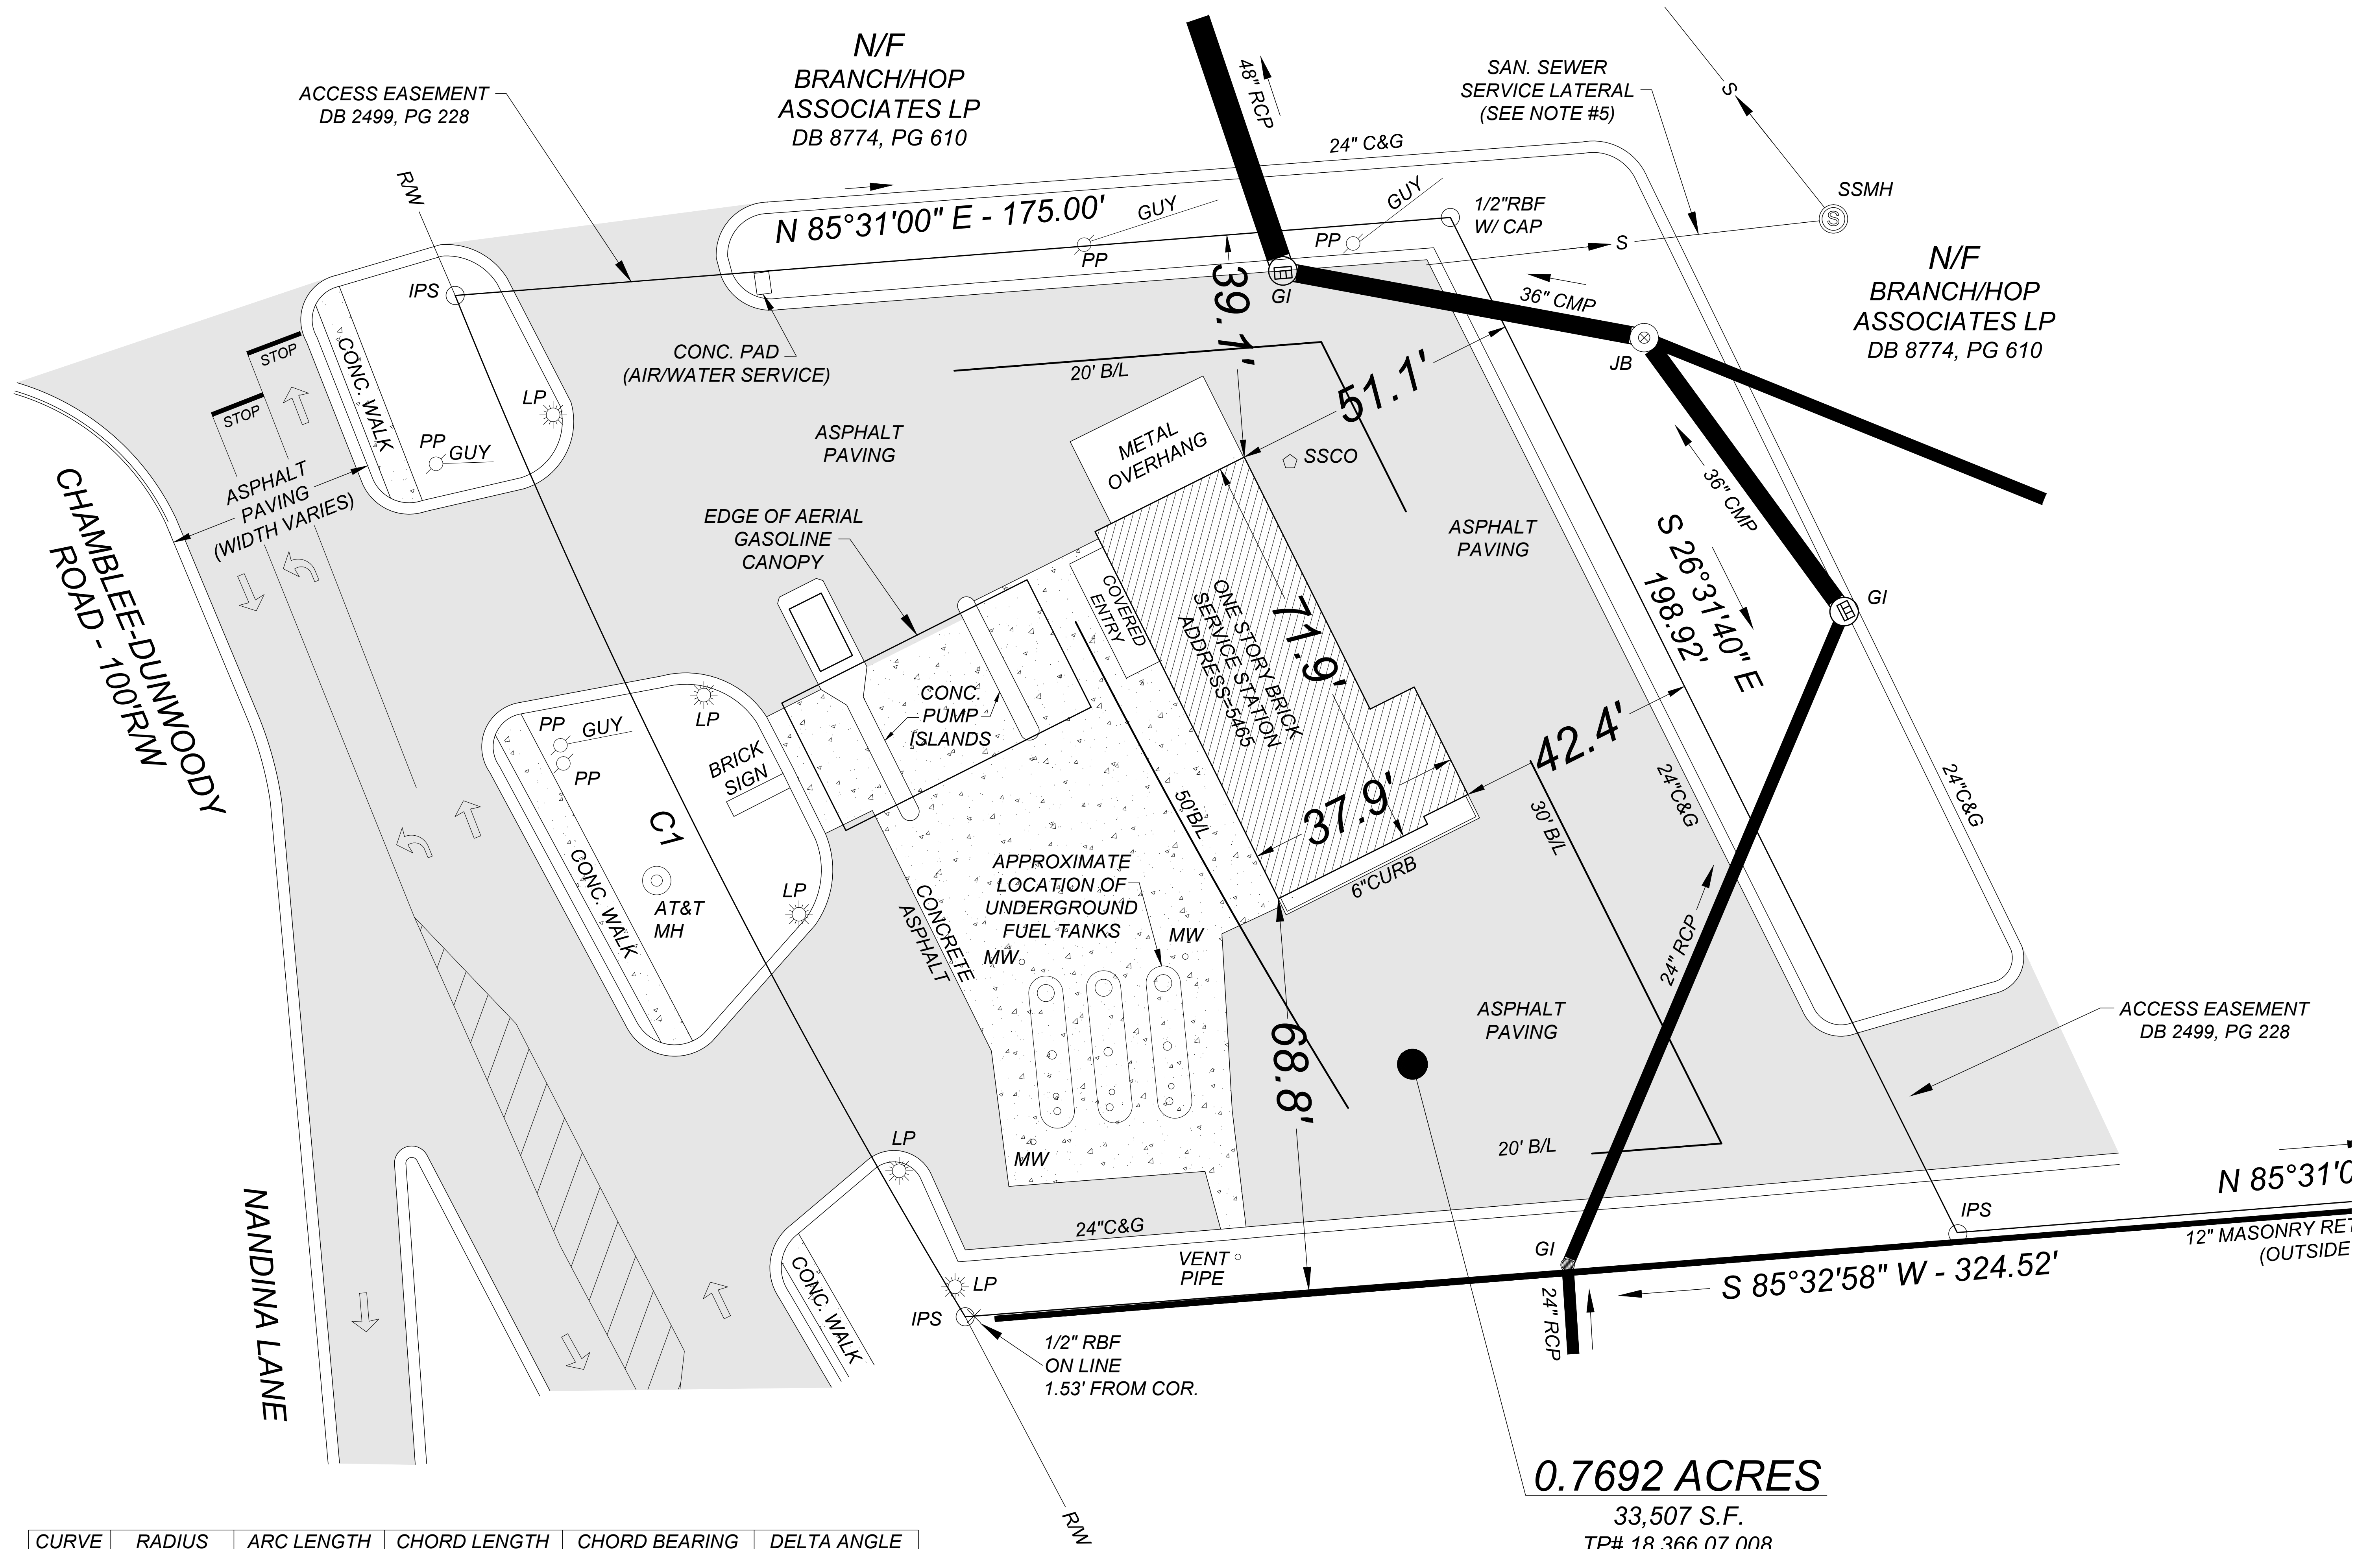 N/F
BRANCH/HOP
ASSOCIATES LP
DB 8774, PG 610
ACCESS EASEMENT
DB 2499, PG 228
R/W
48" RCP
SAN. SEWER
SERVICE LATERAL
(SEE NOTE #5)
S
24" C&G
SSMH
S
N 85°31'00" E - 175.00'
GUY
GUY
1/2"RBF
W/ CAP
PP
PP
S
N/F
BRANCH/HOP
ASSOCIATES LP
DB 8774, PG 610
IPS
GI
36" CMP
39.1'
JB
STOP
STOP
CONC. WALK
CONC. PAD
(AIR/WATER SERVICE)
20' B/L
51.1'
LP
PP
GUY
ASPHALT
PAVING
METAL
OVERHANG
SSCO
ASPHALT
PAVING
(WIDTH VARIES)
36" CMP
CHAMBLEE-DUNWOODY
ROAD - 100'R/W
EDGE OF AERIAL
GASOLINE
CANOPY
ASPHALT
PAVING
S 26°31'40" E
198.92'
GI
COVERED
ENTRY
ONE STORY BRICK
SERVICE STATION
ADDRESS=5465
71.9'
CONC.
PUMP
ISLANDS
LP
PP
GUY
PP
BRICK
SIGN
42.4'
37.9'
50'B/L
30' B/L
24"C&G
24"C&G
C1
CONC. WALK
AT&T
MH
LP
APPROXIMATE
LOCATION OF
UNDERGROUND
FUEL TANKS
6"CURB
CONCRETE
ASPHALT
MW
MW
24" RCP
68.8'
ASPHALT
PAVING
ACCESS EASEMENT
DB 2499, PG 228
LP
MW
20' B/L
NANDINA LANE
24"C&G
VENT
PIPE
GI
IPS
N 85°31'0
12" MASONRY RET
(OUTSIDE
CONC. WALK
LP
IPS
S 85°32'58" W - 324.52'
24" RCP
1/2" RBF
ON LINE
1.53' FROM COR.
R/W
0.7692 ACRES
33,507 S.F.
TP# 18 366 07 008
CURVE RADIUS ARC LENGTH CHORD LENGTH CHORD BEARING DELTA ANGLE